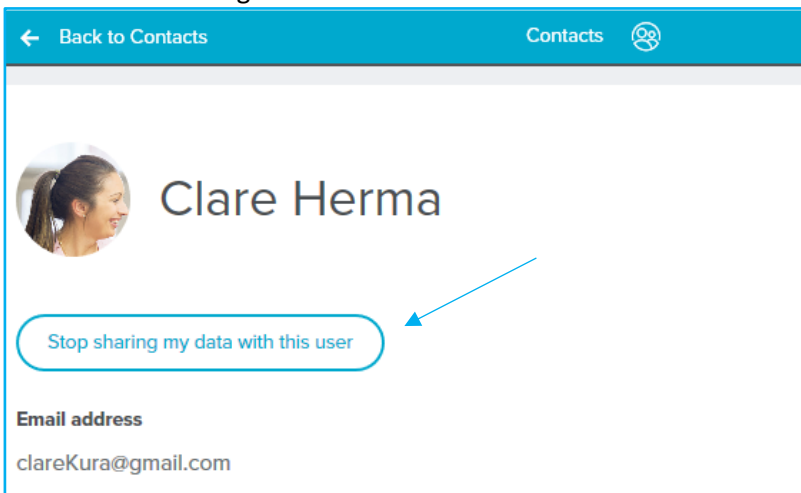 Back to Contacts Contacts
Clare Herma
Stop sharing my data with this user
Email address
clareKura@gmail.com